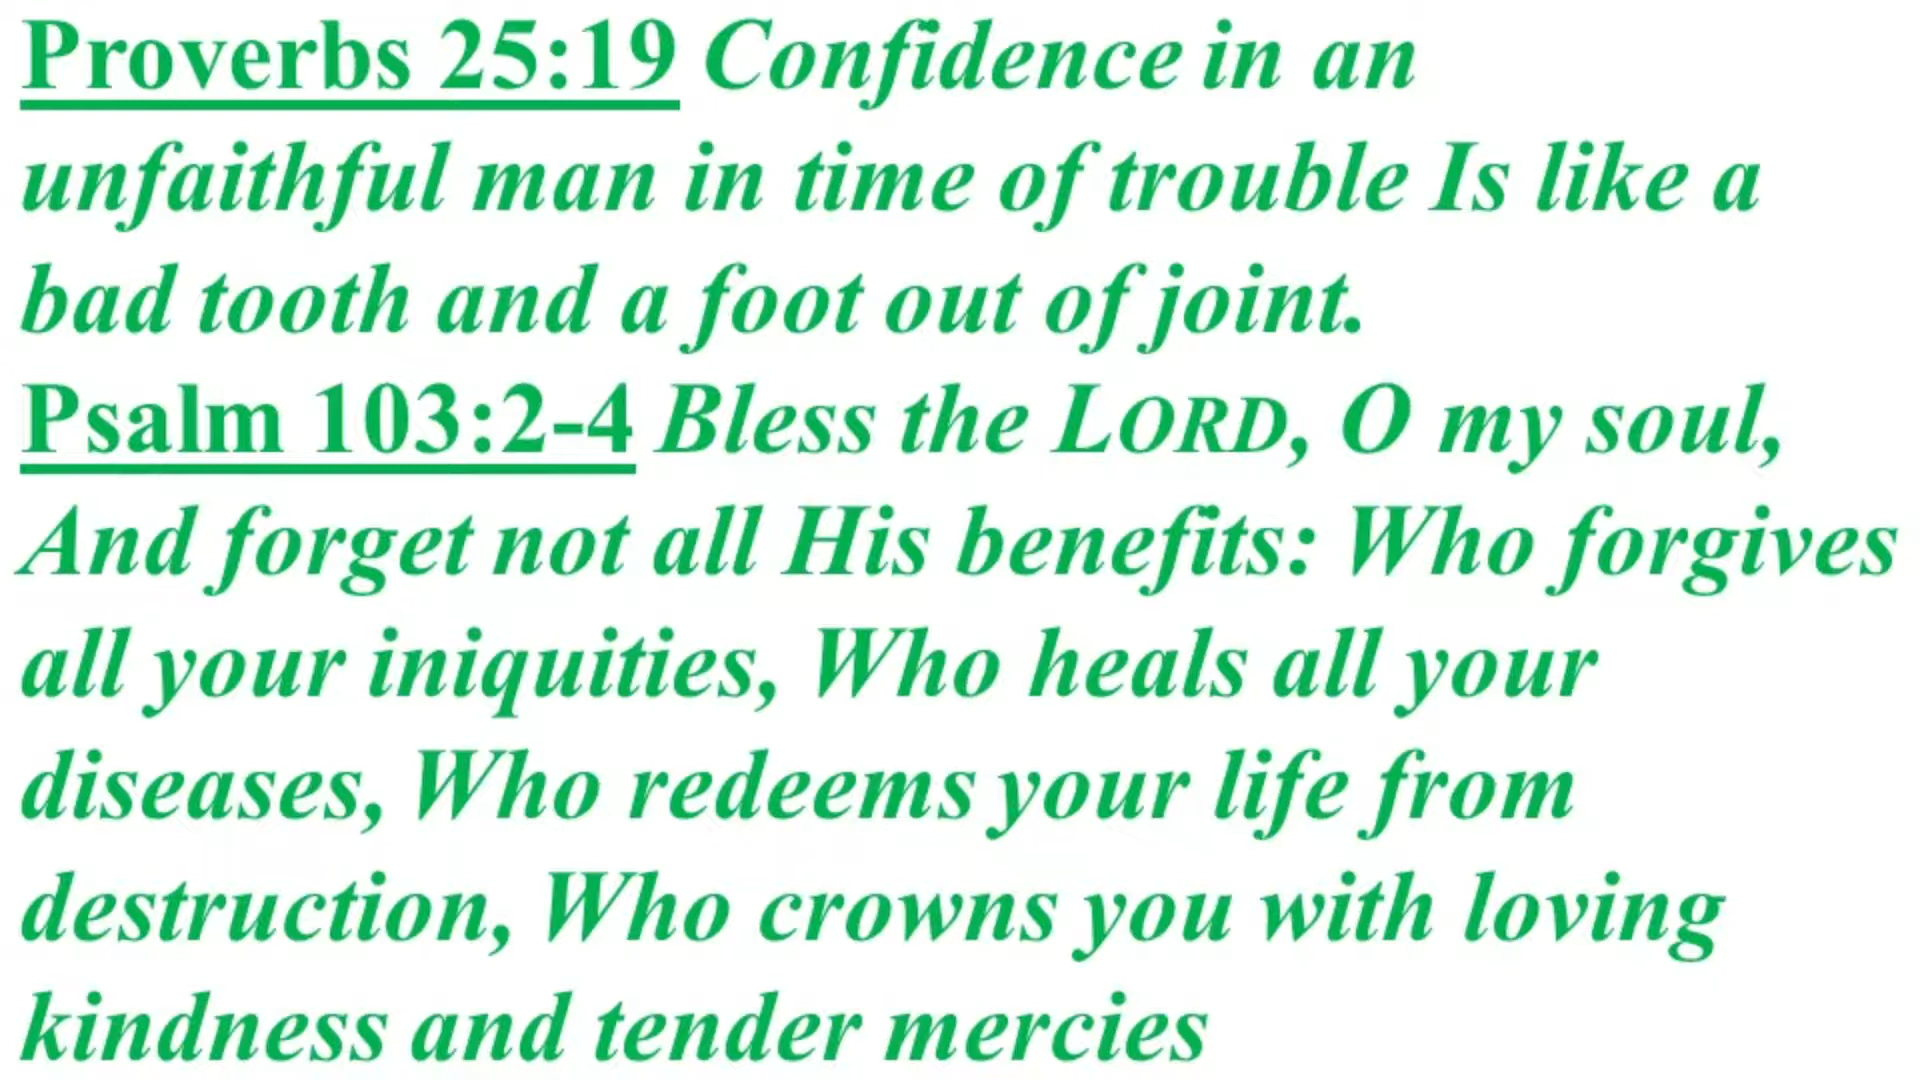 Proverbs 25:19 Confidence in an
unfaithful man in time of trouble Is like a
bad tooth and a foot out of joint.
Psalm 103:2-4 Bless the LORD, O my soul,
And forget not all His benefits: Who forgives
all your iniquities, Who heals all your
diseases, Who redeems your life from
destruction, Who crowns you with loving
kindness and tender mercies